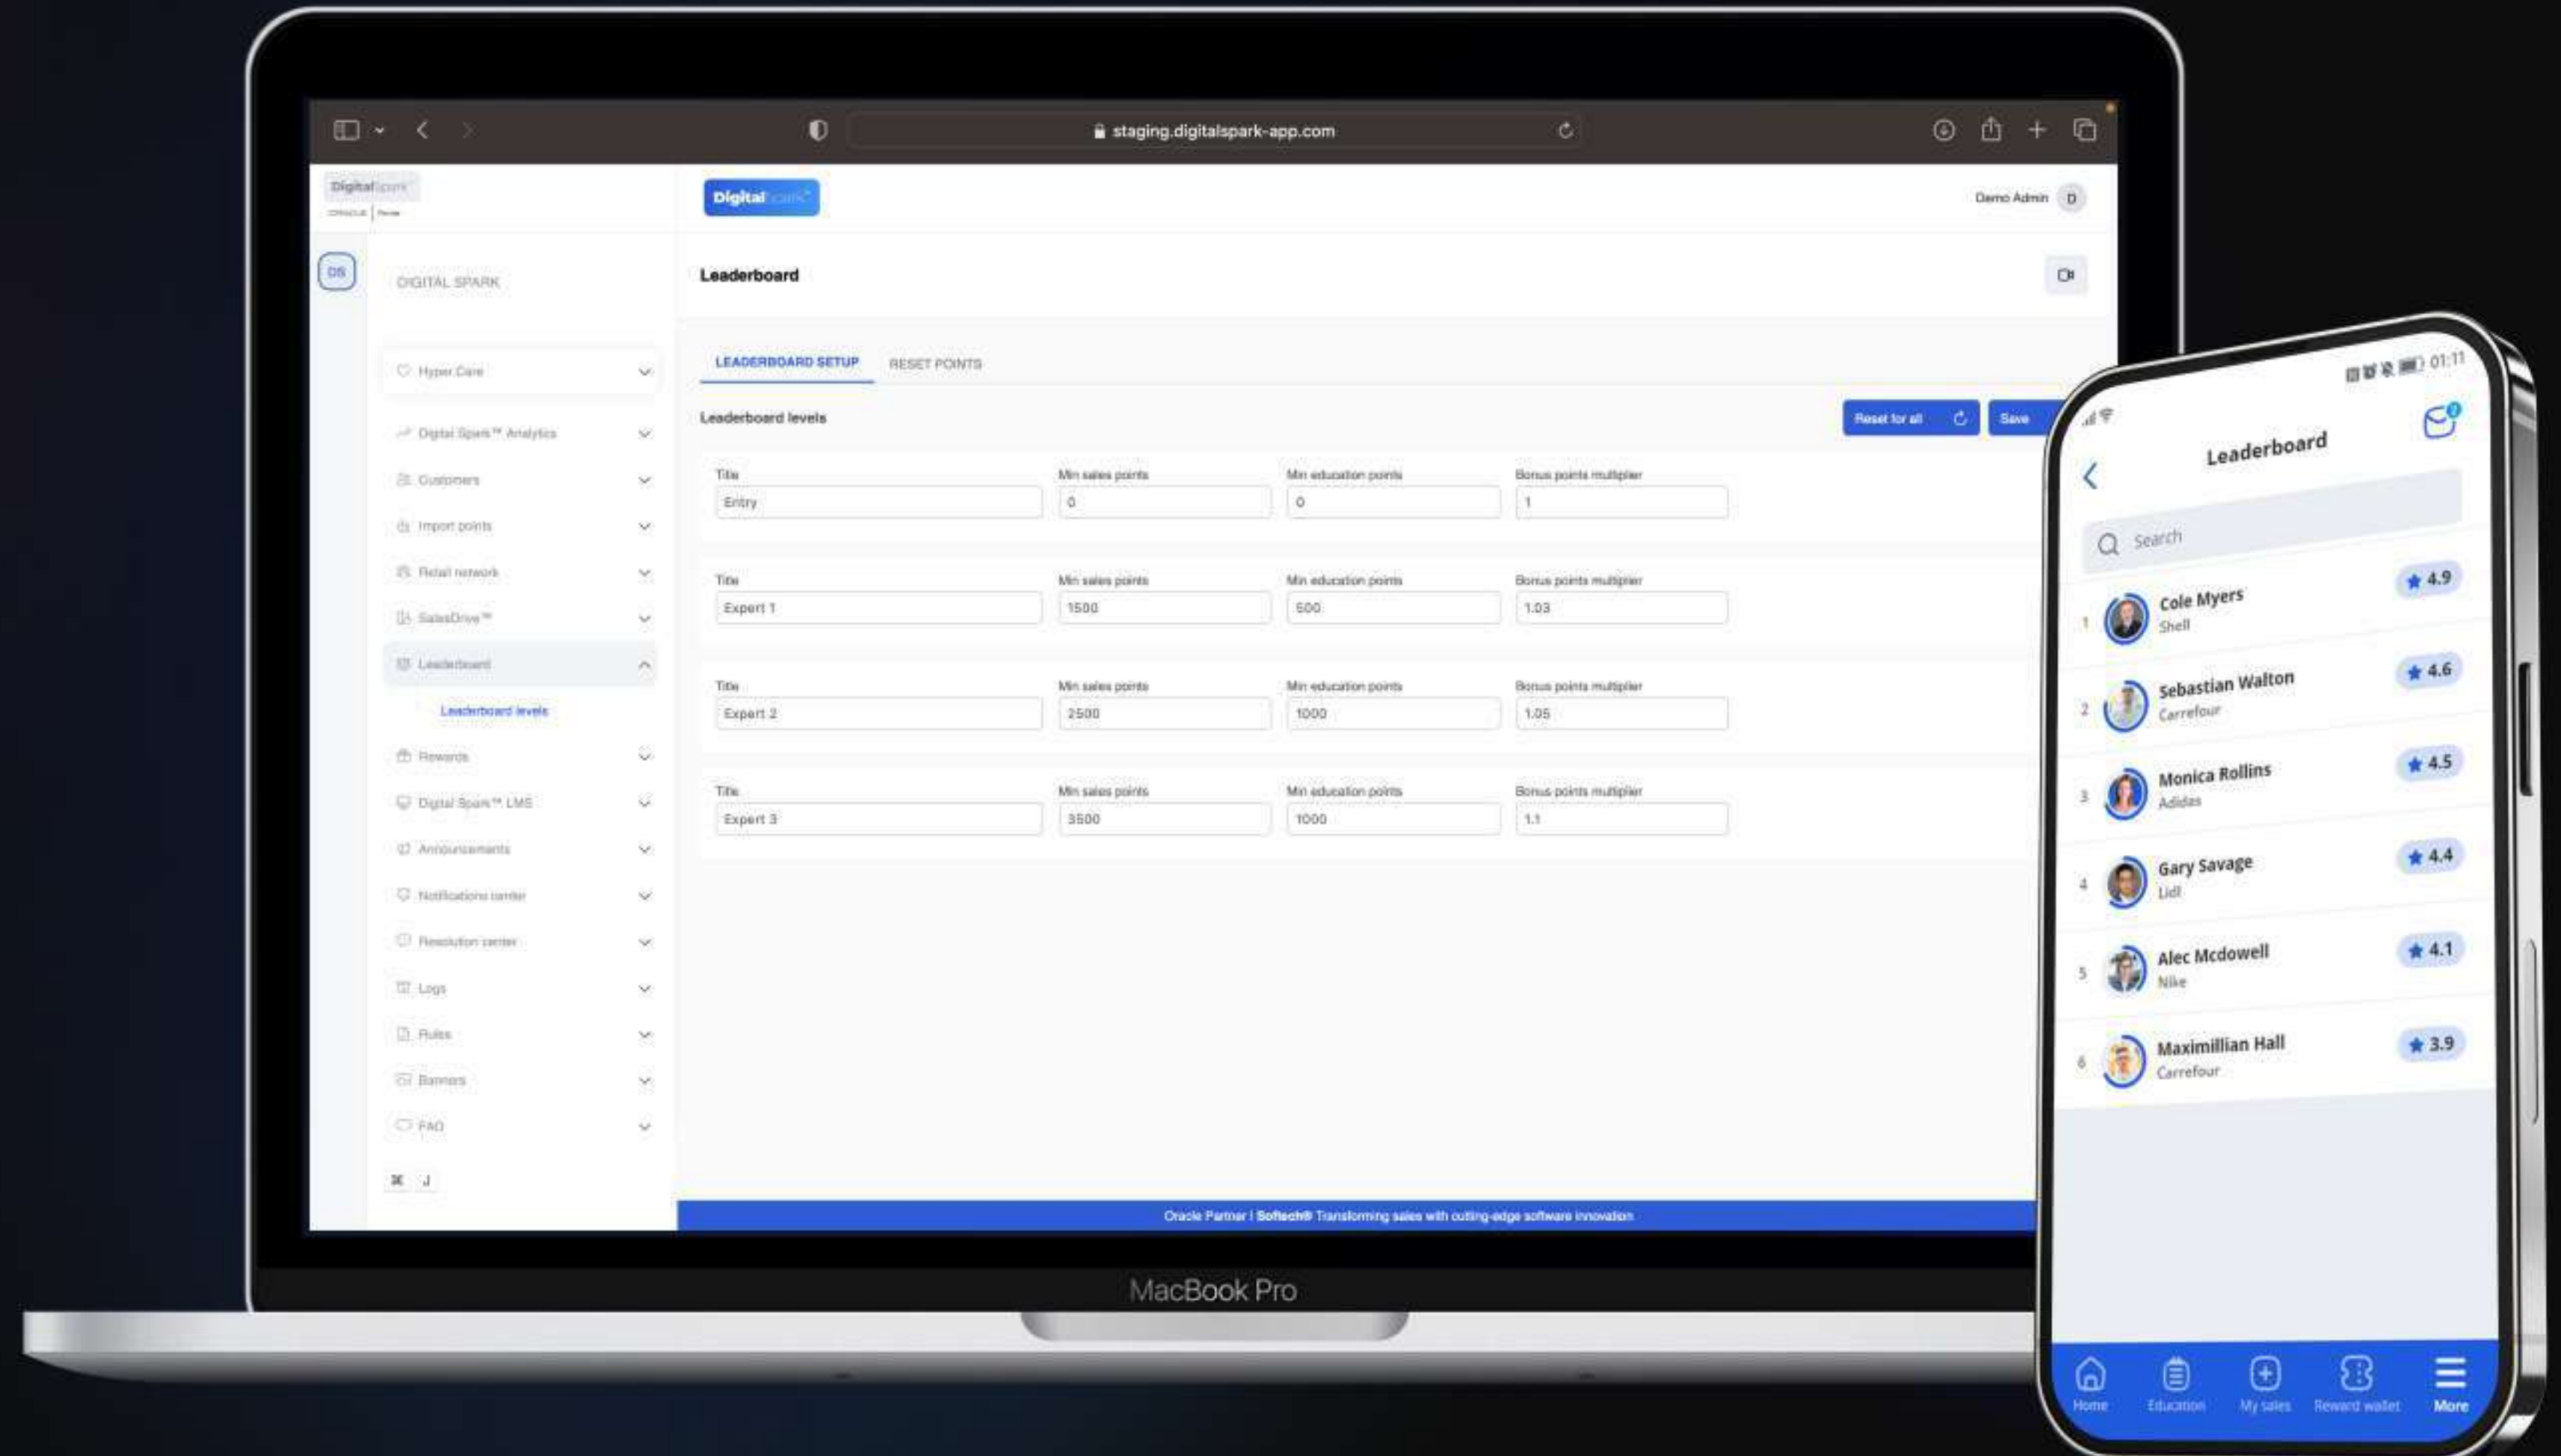 staging.digitalspark-app.com
DigitalSpark™
ORACLE | Partner
DigitalSpark™
Demo Admin D
DS
DIGITAL SPARK
Leaderboard
Hyper Care
Digital Spark™ Analytics
Customers
Import points
Retail network
SalesDrive™
Leaderboard
Leaderboard levels
Rewards
Digital Spark™ LMS
Announcements
Notifications center
Resolution center
Logs
Rules
Banners
FAQ
⌘ J
LEADERBOARD SETUP RESET POINTS
Leaderboard levels
Reset for all Save
Title Min sales points Min education points Bonus points multiplier
Entry 0 0 1
Title Min sales points Min education points Bonus points multiplier
Expert 1 1500 500 1.03
Title Min sales points Min education points Bonus points multiplier
Expert 2 2500 1000 1.05
Title Min sales points Min education points Bonus points multiplier
Expert 3 3500 1000 1.1
Oracle Partner | Softech® Transforming sales with cutting-edge software innovation
MacBook Pro
01:11
Leaderboard
2
Search
1 Cole Myers 4.9
Shell
2 Sebastian Walton 4.6
Carrefour
3 Monica Rollins 4.5
Adidas
4 Gary Savage 4.4
Lidl
5 Alec Mcdowell 4.1
Nike
6 Maximillian Hall 3.9
Carrefour
Home Education My sales Reward wallet More